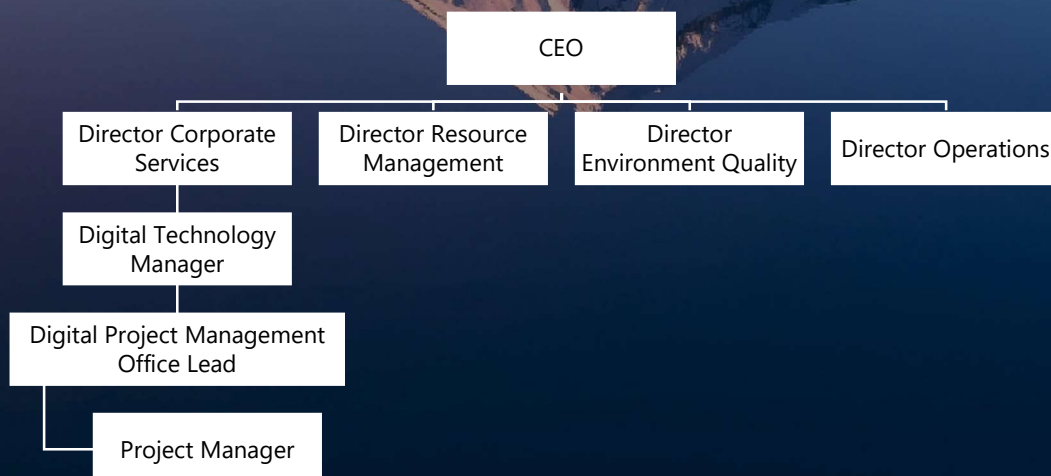 CEO
Director Corporate
Services
Director Resource
Management
Director
Environment Quality
Director Operations
Digital Technology
Manager
Digital Project Management
Office Lead
Project Manager